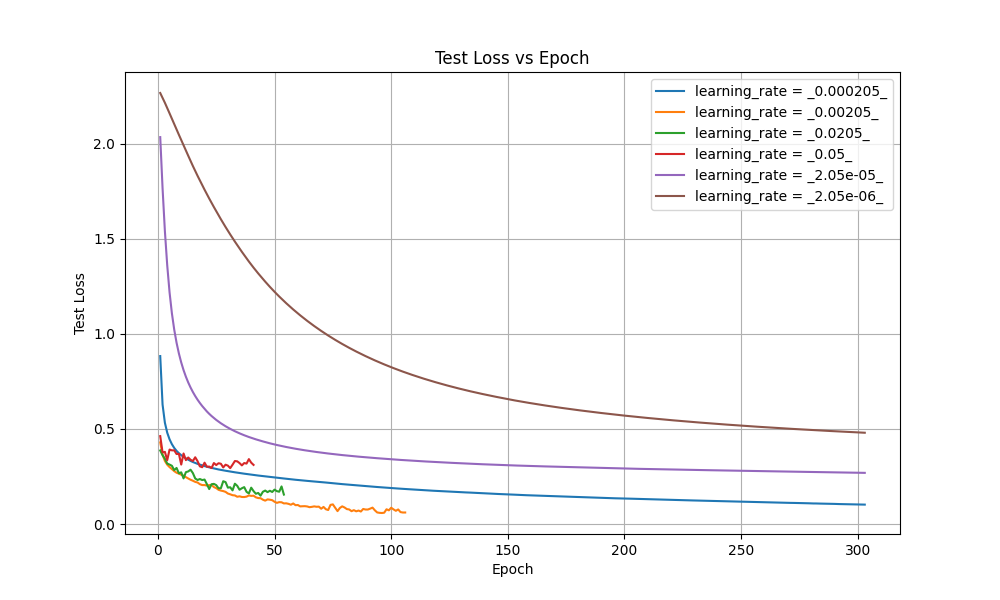 Test Loss vs Epoch
learning_rate = _0.000205_
learning_rate = _0.00205_
learning_rate = _0.0205_
learning_rate = _0.05_
learning_rate = _2.05e-05_
learning_rate = _2.05e-06_
2.0
1.5
1.0
0.5
0.0
Test Loss
0 50 100 150 200 250 300
Epoch